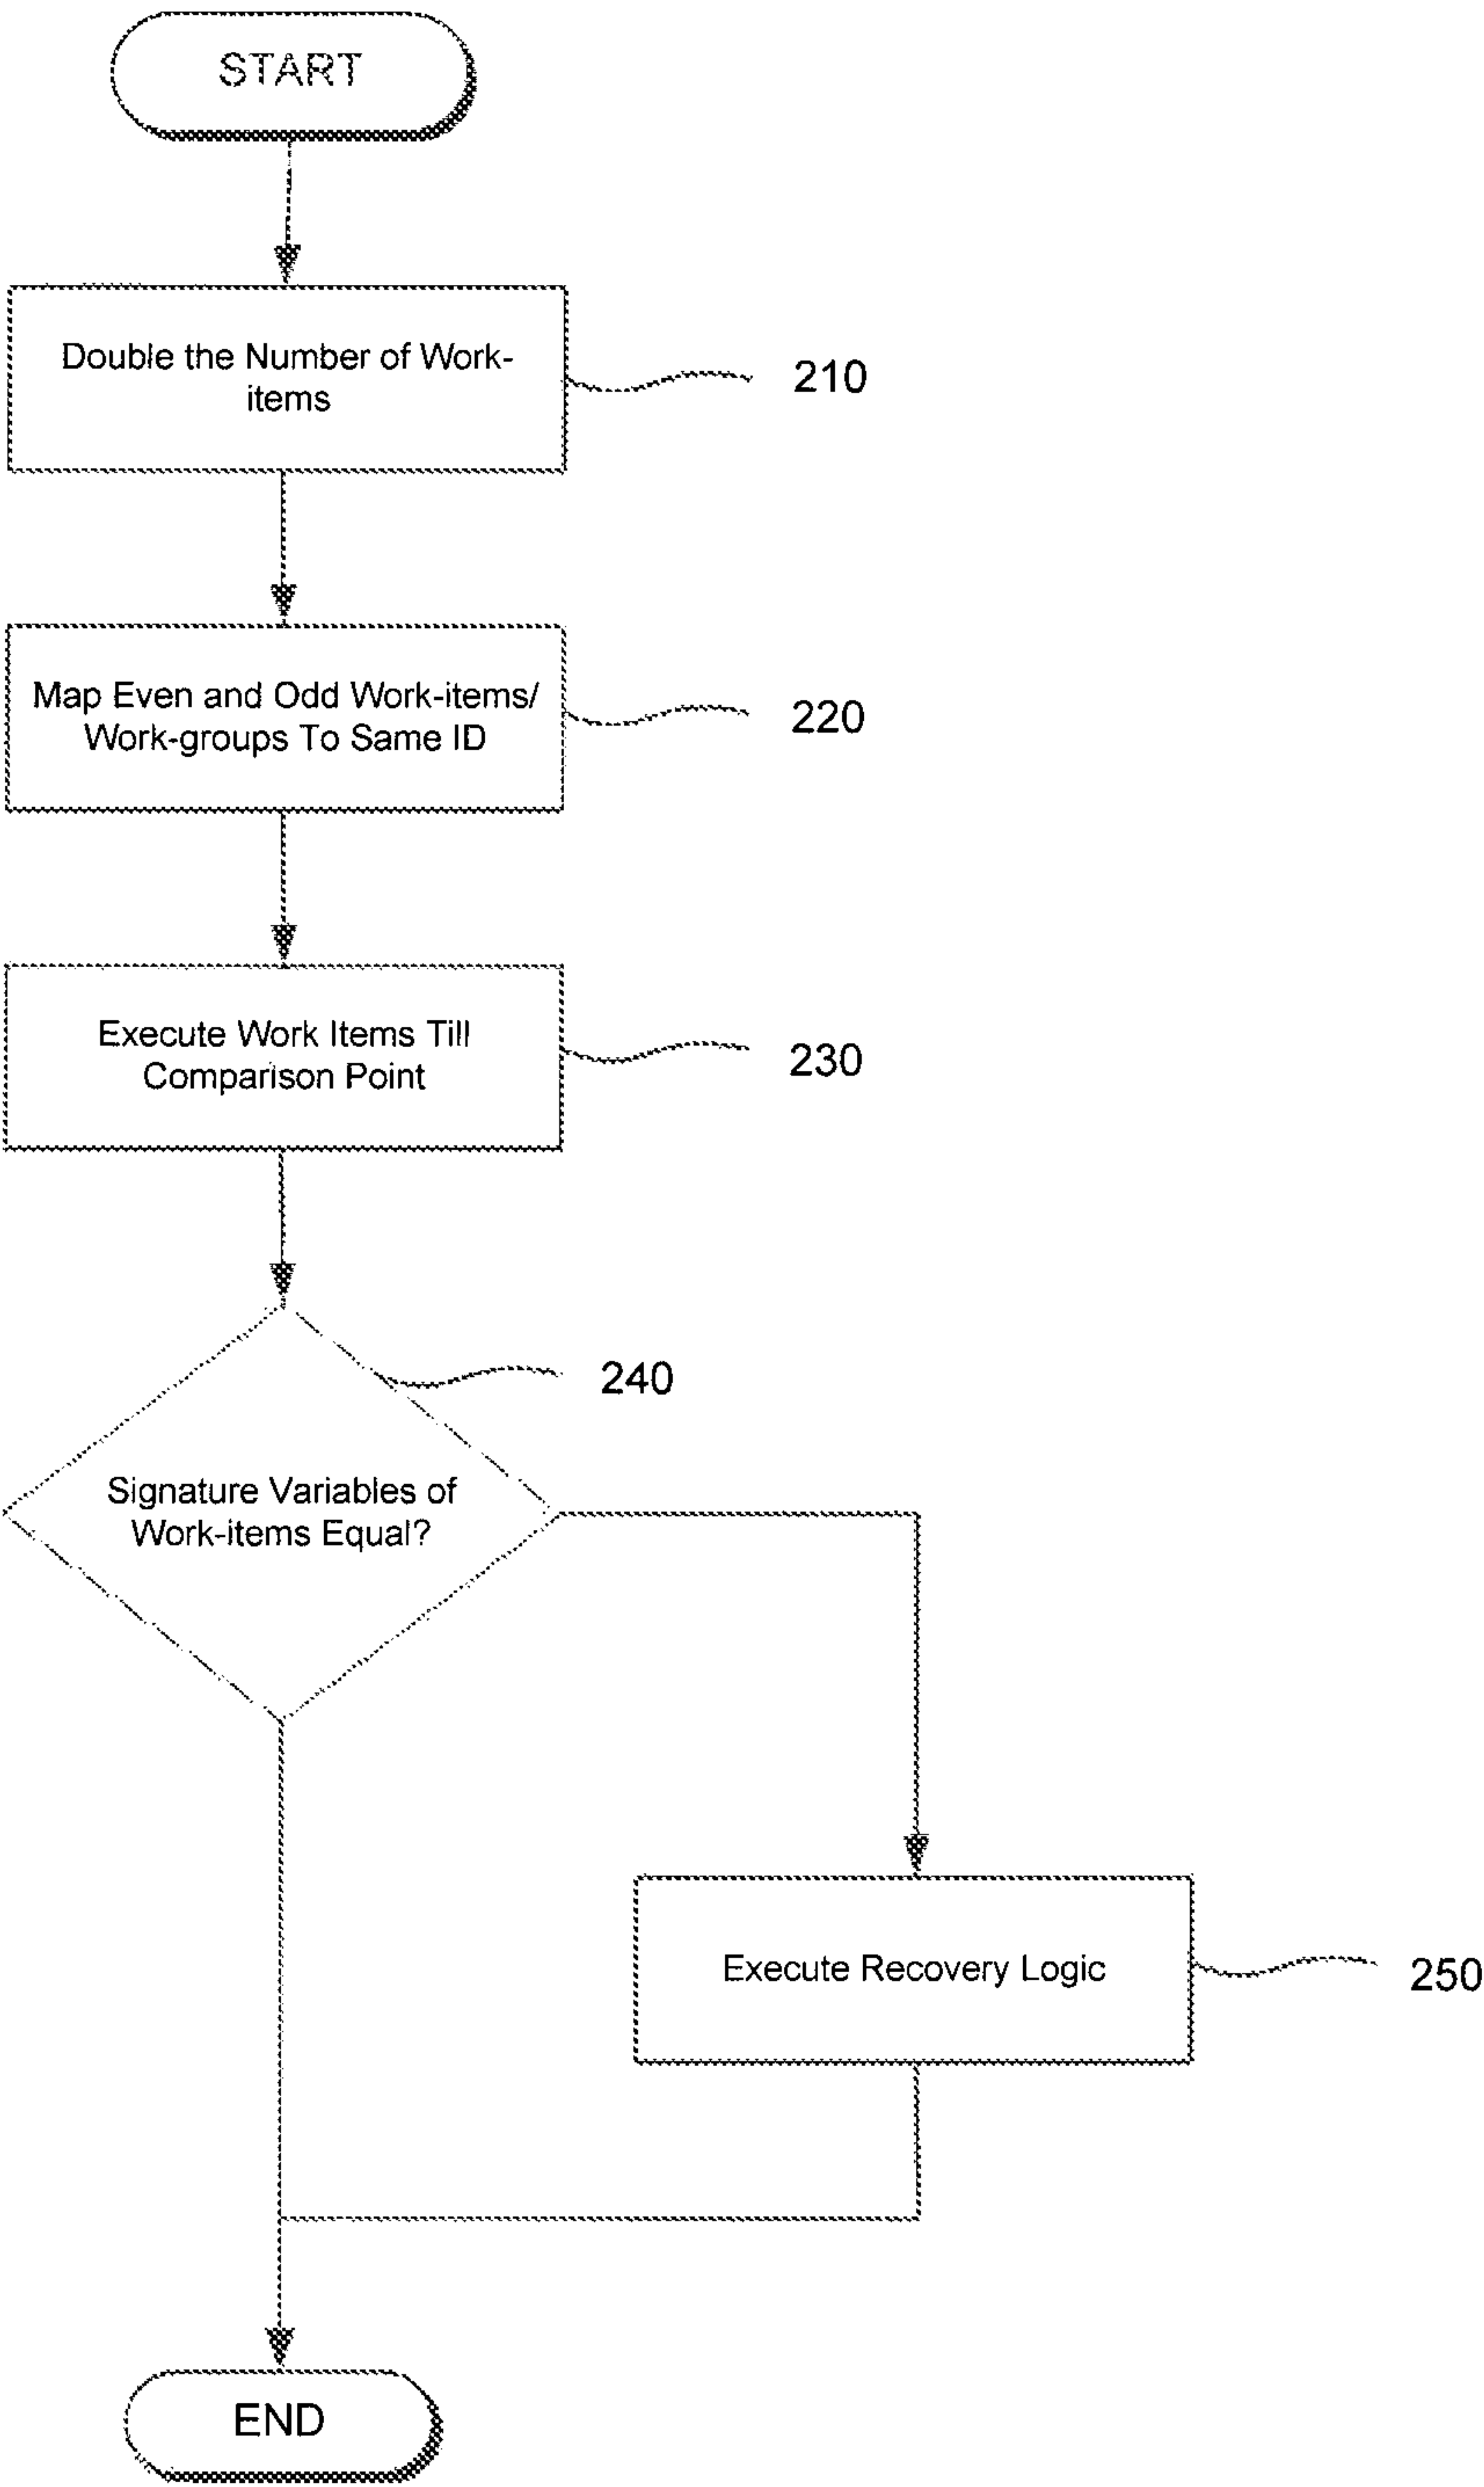 START
Double the Number of Work-
items
210
Map Even and Odd Work-items/
Work-groups To Same ID
220
Execute Work Items Till
Comparison Point
230
240
Signature Variables of
Work-items Equal?
Execute Recovery Logic
250
END